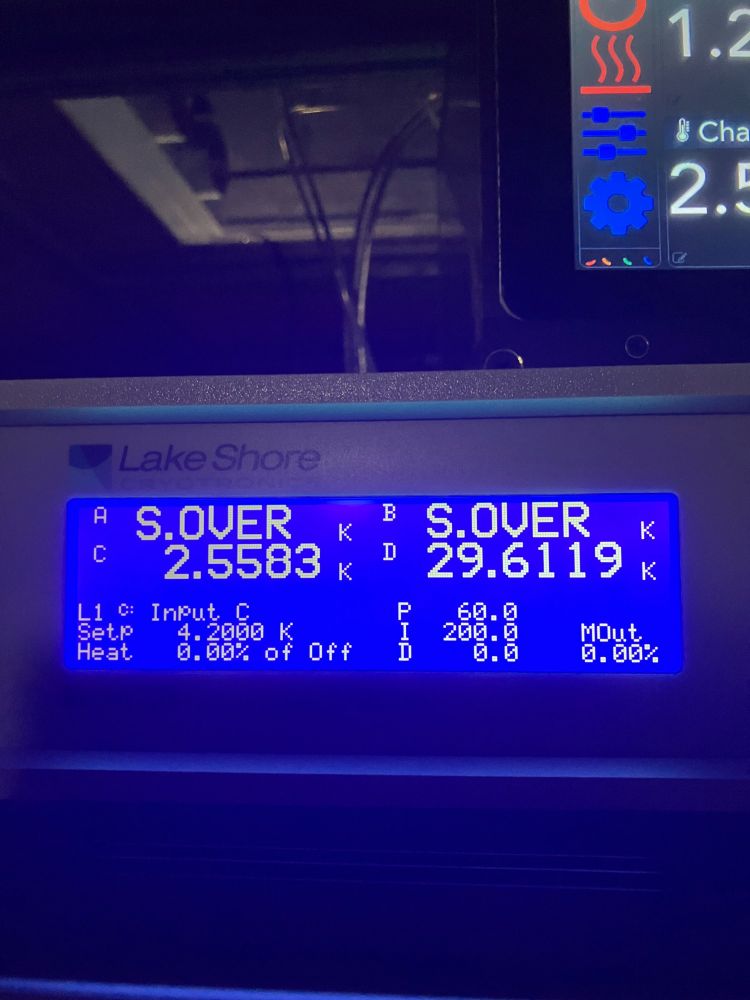 1.2
Cha
2.5
Lake Shore
CRYOTRONICS
A S.OVER K B S.OVER K
C 2.5583 K D 29.6119 K
L1 C: Input C P 60.0
Setp 4.2000 K I 200.0 MOut
Heat 0.00% of Off D 0.0 0.00%